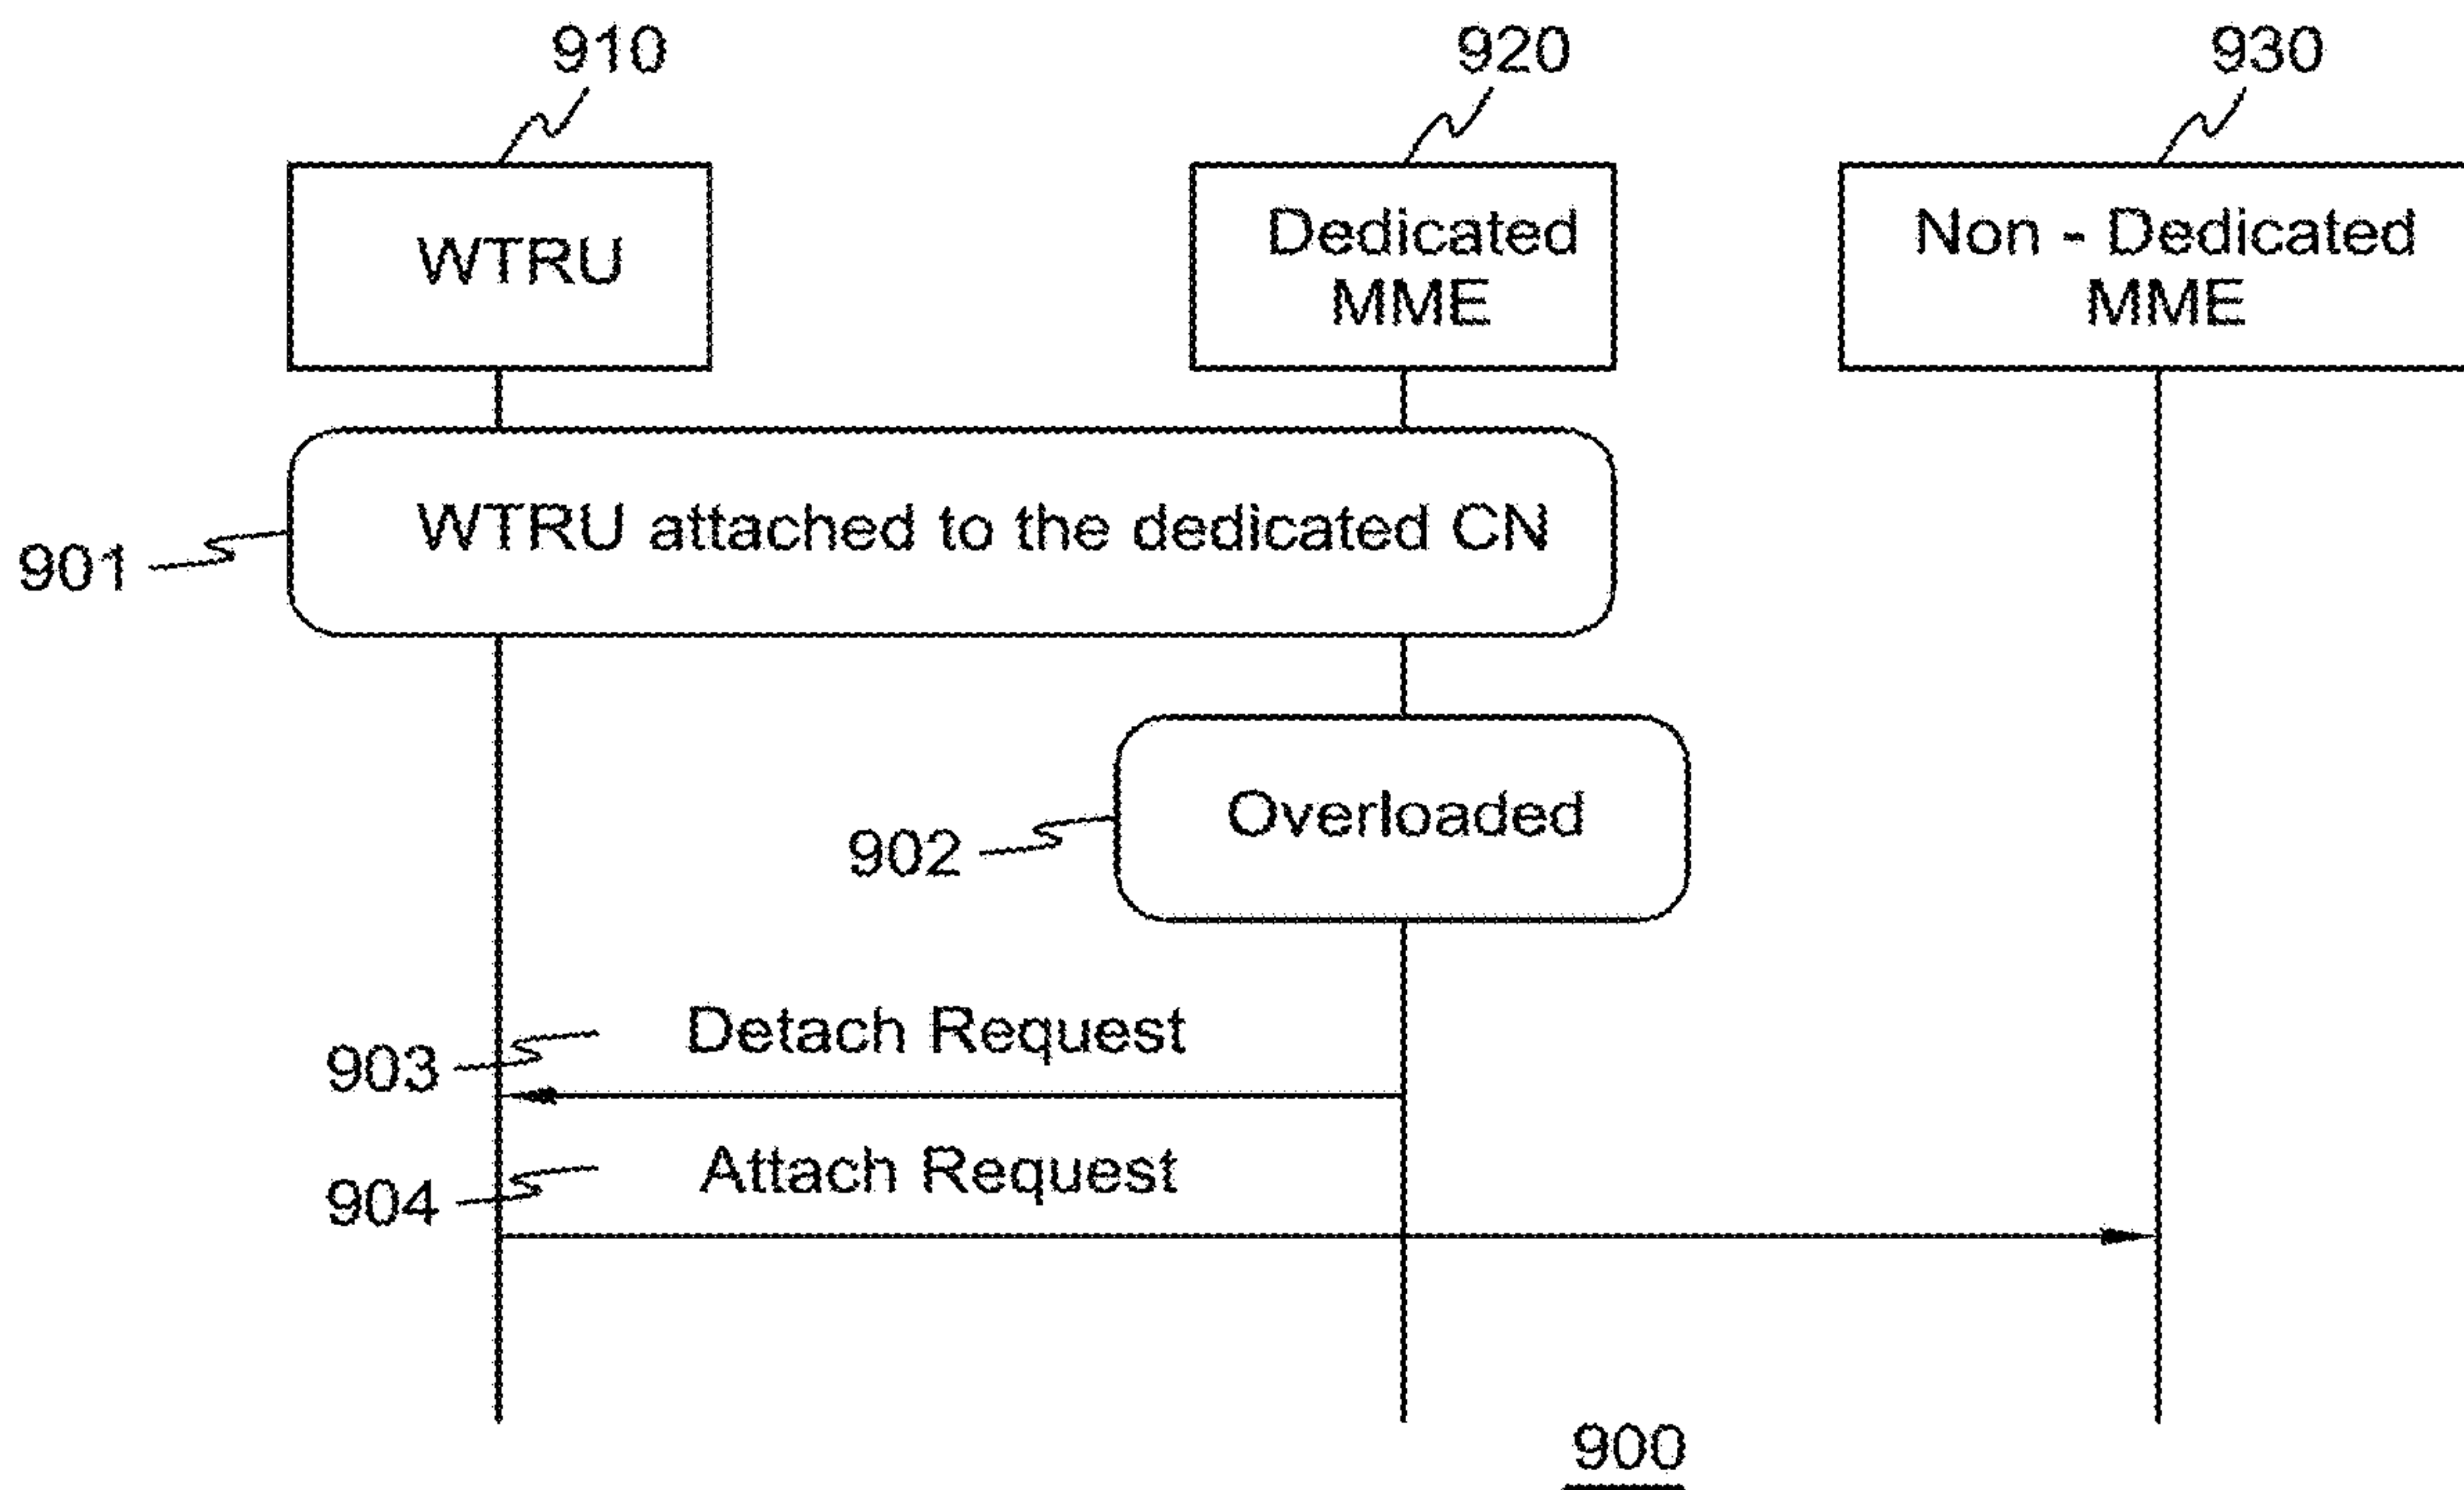 910
920
930
WTRU
Dedicated
MME
Non - Dedicated
MME
WTRU attached to the dedicated CN
901
Overloaded
902
Detach Request
903
Attach Request
904
900